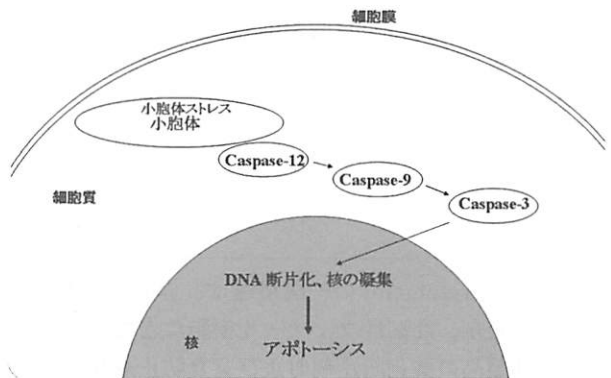 細胞膜
小胞体ストレス
小胞体
Caspase-12
Caspase-9
Caspase-3
細胞質
DNA 断片化、核の凝集
核
アポトーシス